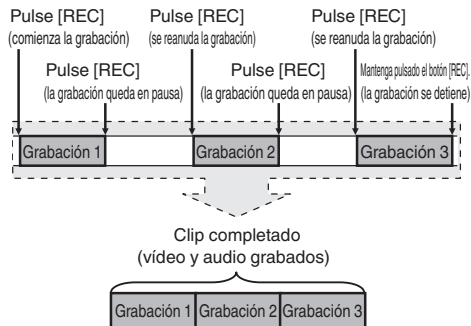 Pulse [REC]
(comienza la grabación)
Pulse [REC]
(la grabación queda en pausa)
Pulse [REC]
(se reanuda la grabación)
Pulse [REC]
(la grabación queda en pausa)
Pulse [REC]
(se reanuda la grabación)
Mantenga pulsado el botón [REC].
(la grabación se detiene)
Grabación 1
Grabación 2
Grabación 3
Clip completado
(vídeo y audio grabados)
Grabación 1
Grabación 2
Grabación 3